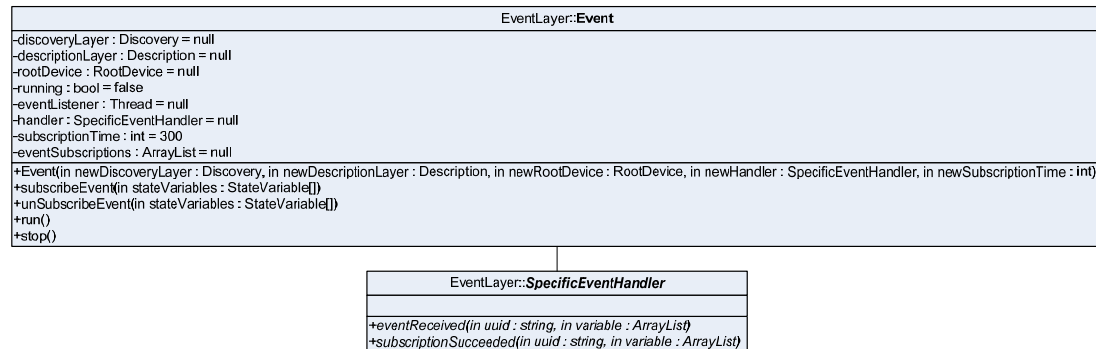 EventLayer::Event
-discoveryLayer : Discovery = null
-descriptionLayer : Description = null
-rootDevice : RootDevice = null
-running : bool = false
-eventListener : Thread = null
-handler : SpecificEventHandler = null
-subscriptionTime : int = 300
-eventSubscriptions : ArrayList = null
+Event(in newDiscoveryLayer : Discovery, in newDescriptionLayer : Description, in newRootDevice : RootDevice, in newHandler : SpecificEventHandler, in newSubscriptionTime : int)
+subscribeEvent(in stateVariables : StateVariable[])
+unSubscribeEvent(in stateVariables : StateVariable[])
+run()
+stop()
EventLayer::SpecificEventHandler
+eventReceived(in uuid : string, in variable : ArrayList)
+subscriptionSucceeded(in uuid : string, in variable : ArrayList)